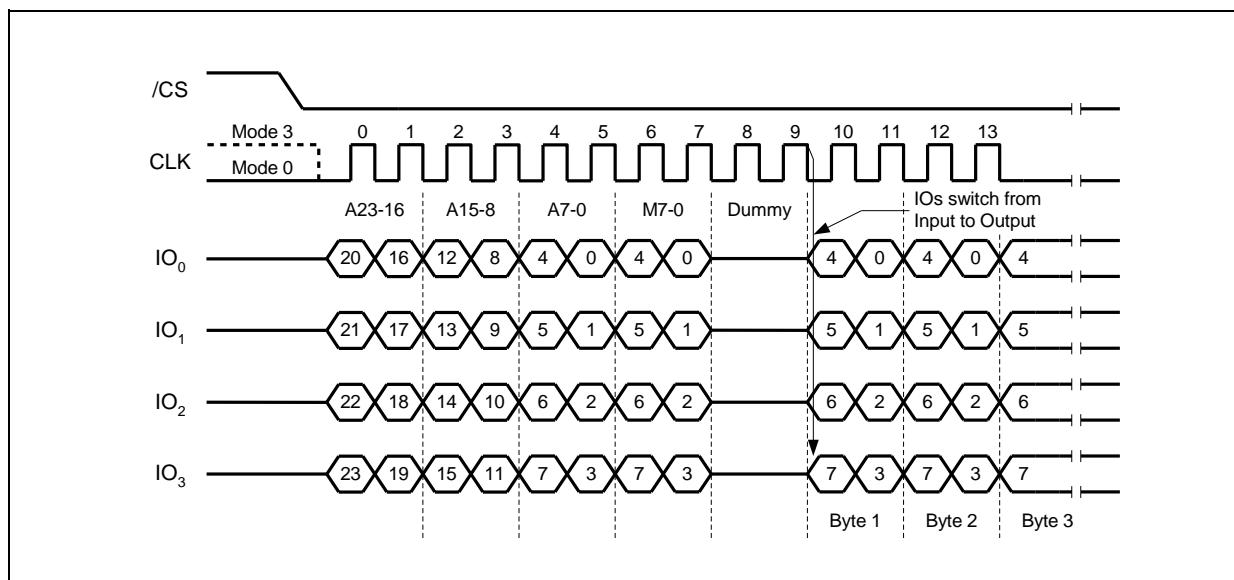 /CS
Mode 3 0 1 2 3 4 5 6 7 8 9 10 11 12 13
CLK Mode 0
A23-16 A15-8 A7-0 M7-0 Dummy IOs switch from
Input to Output
IO0 20 16 12 8 4 0 4 0 4 0 4 0 4
IO1 21 17 13 9 5 1 5 1 5 1 5 1 5
IO2 22 18 14 10 6 2 6 2 6 2 6 2 6
IO3 23 19 15 11 7 3 7 3 7 3 7 3 7
Byte 1 Byte 2 Byte 3